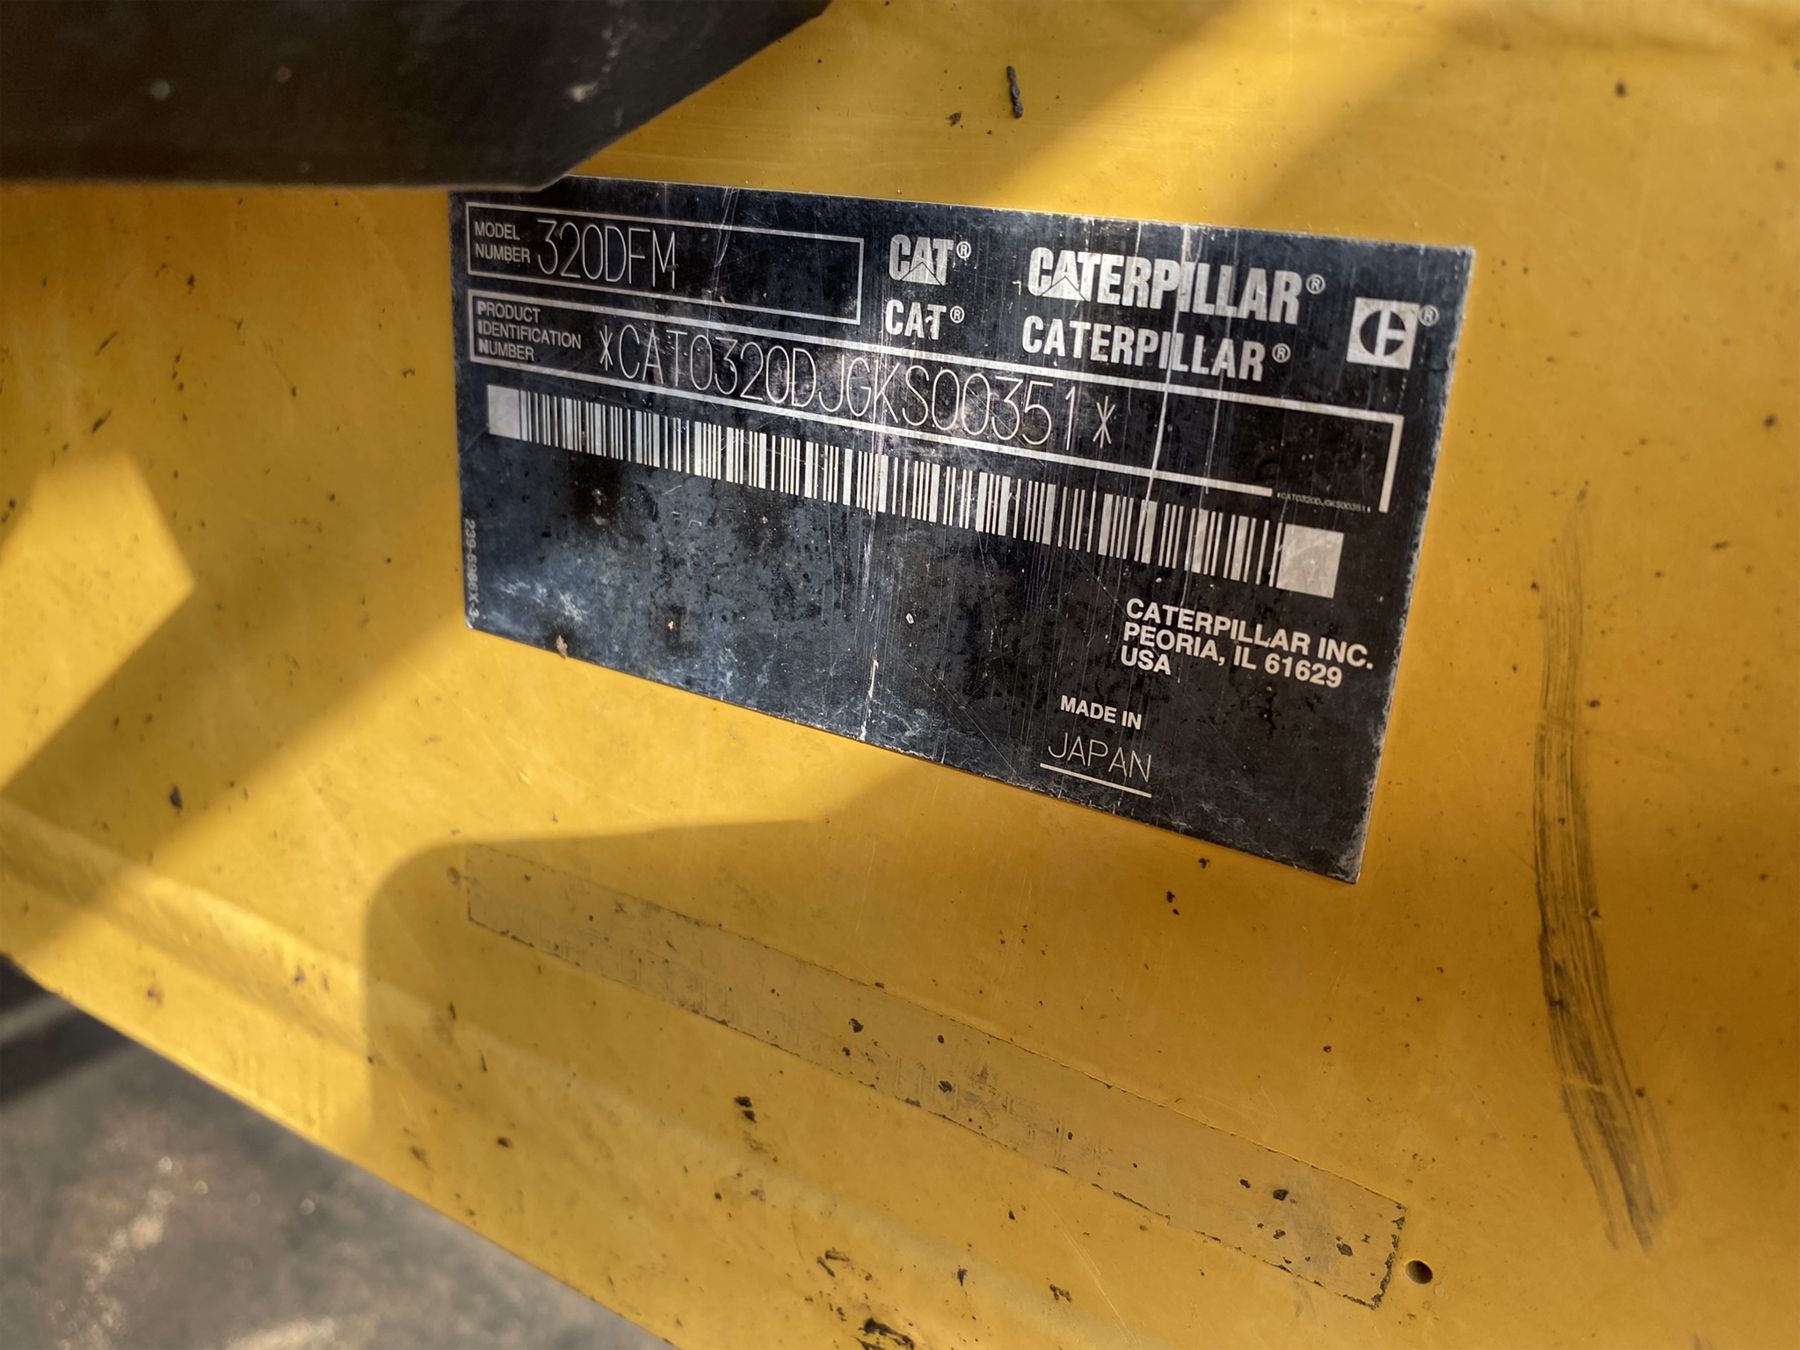 MODEL
NUMBER 320DFM
CAT® CATERPILLAR®
CAT® CATERPILLAR®
PRODUCT
IDENTIFICATION
NUMBER
*CAT0320DJGKS00351*
*CAT0320DJGKS00351*
CATERPILLAR INC.
PEORIA, IL 61629
USA
MADE IN
JAPAN